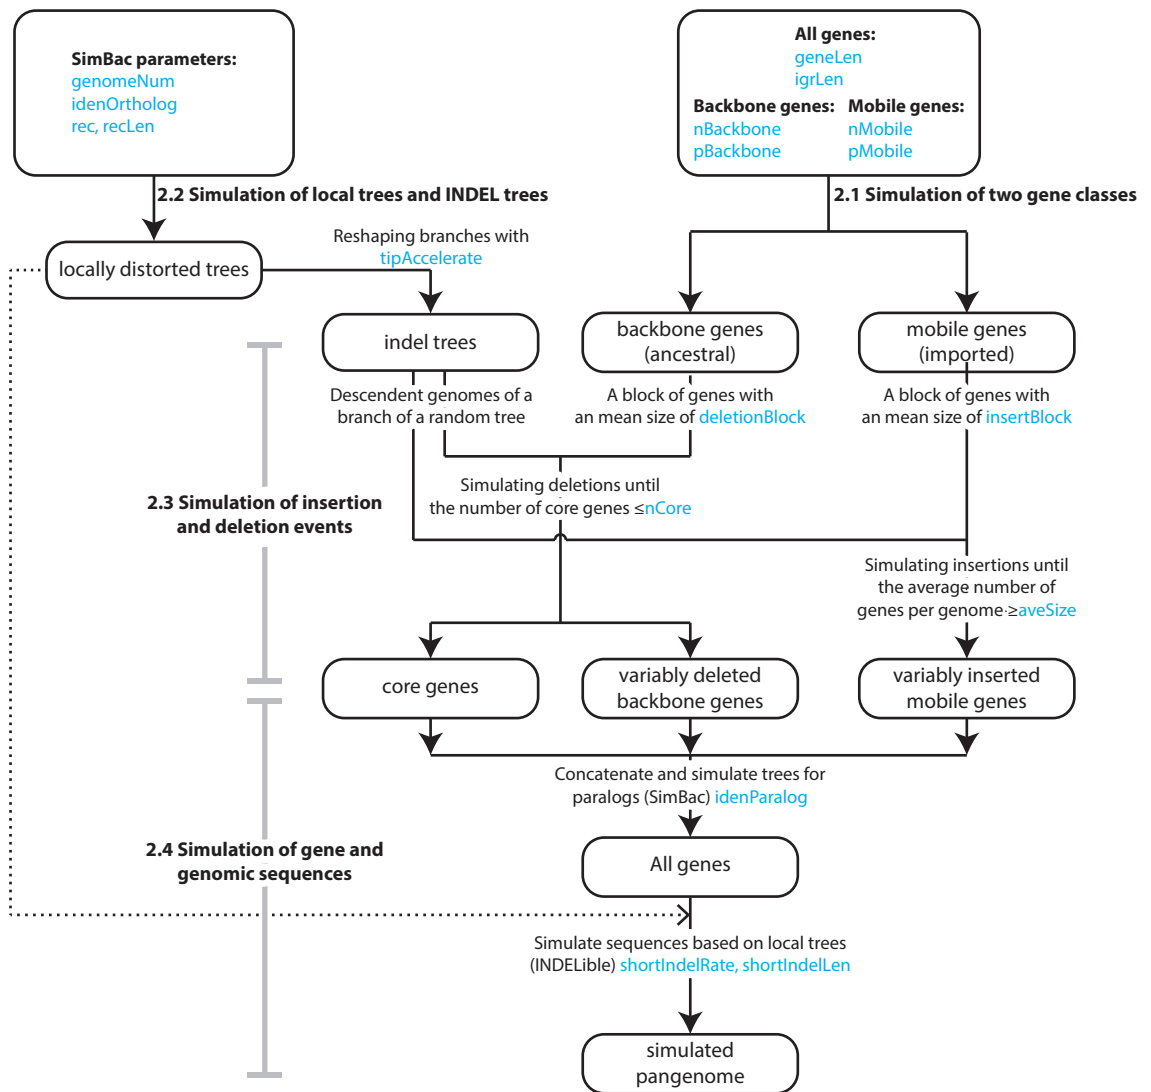 SimBac parameters:
genomeNum
idenOrtholog
rec, recLen
All genes:
geneLen
igrLen
Backbone genes:
nBackbone
pBackbone
Mobile genes:
nMobile
pMobile
2.2 Simulation of local trees and INDEL trees
2.1 Simulation of two gene classes
locally distorted trees
Reshaping branches with
tipAccelerate
indel trees
backbone genes
(ancestral)
mobile genes
(imported)
Descendent genomes of a
branch of a random tree
A block of genes with
an mean size of deletionBlock
A block of genes with
an mean size of insertBlock
2.3 Simulation of insertion
and deletion events
Simulating deletions until
the number of core genes ≤nCore
Simulating insertions until
the average number of
genes per genome·≥aveSize
core genes
variably deleted
backbone genes
variably inserted
mobile genes
Concatenate and simulate trees for
paralogs (SimBac) idenParalog
2.4 Simulation of gene and
genomic sequences
All genes
Simulate sequences based on local trees
(INDELible) shortIndelRate, shortIndelLen
simulated
pangenome